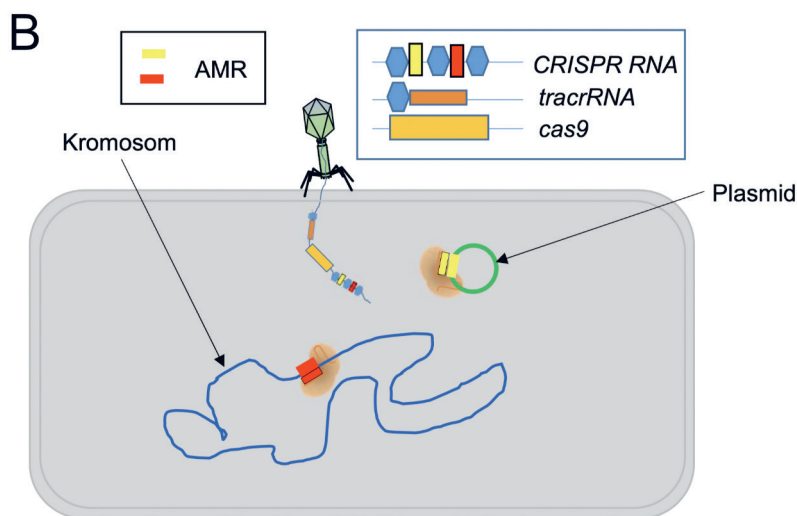 B
AMR
CRISPR RNA
tracrRNA
cas9
Kromosom
Plasmid